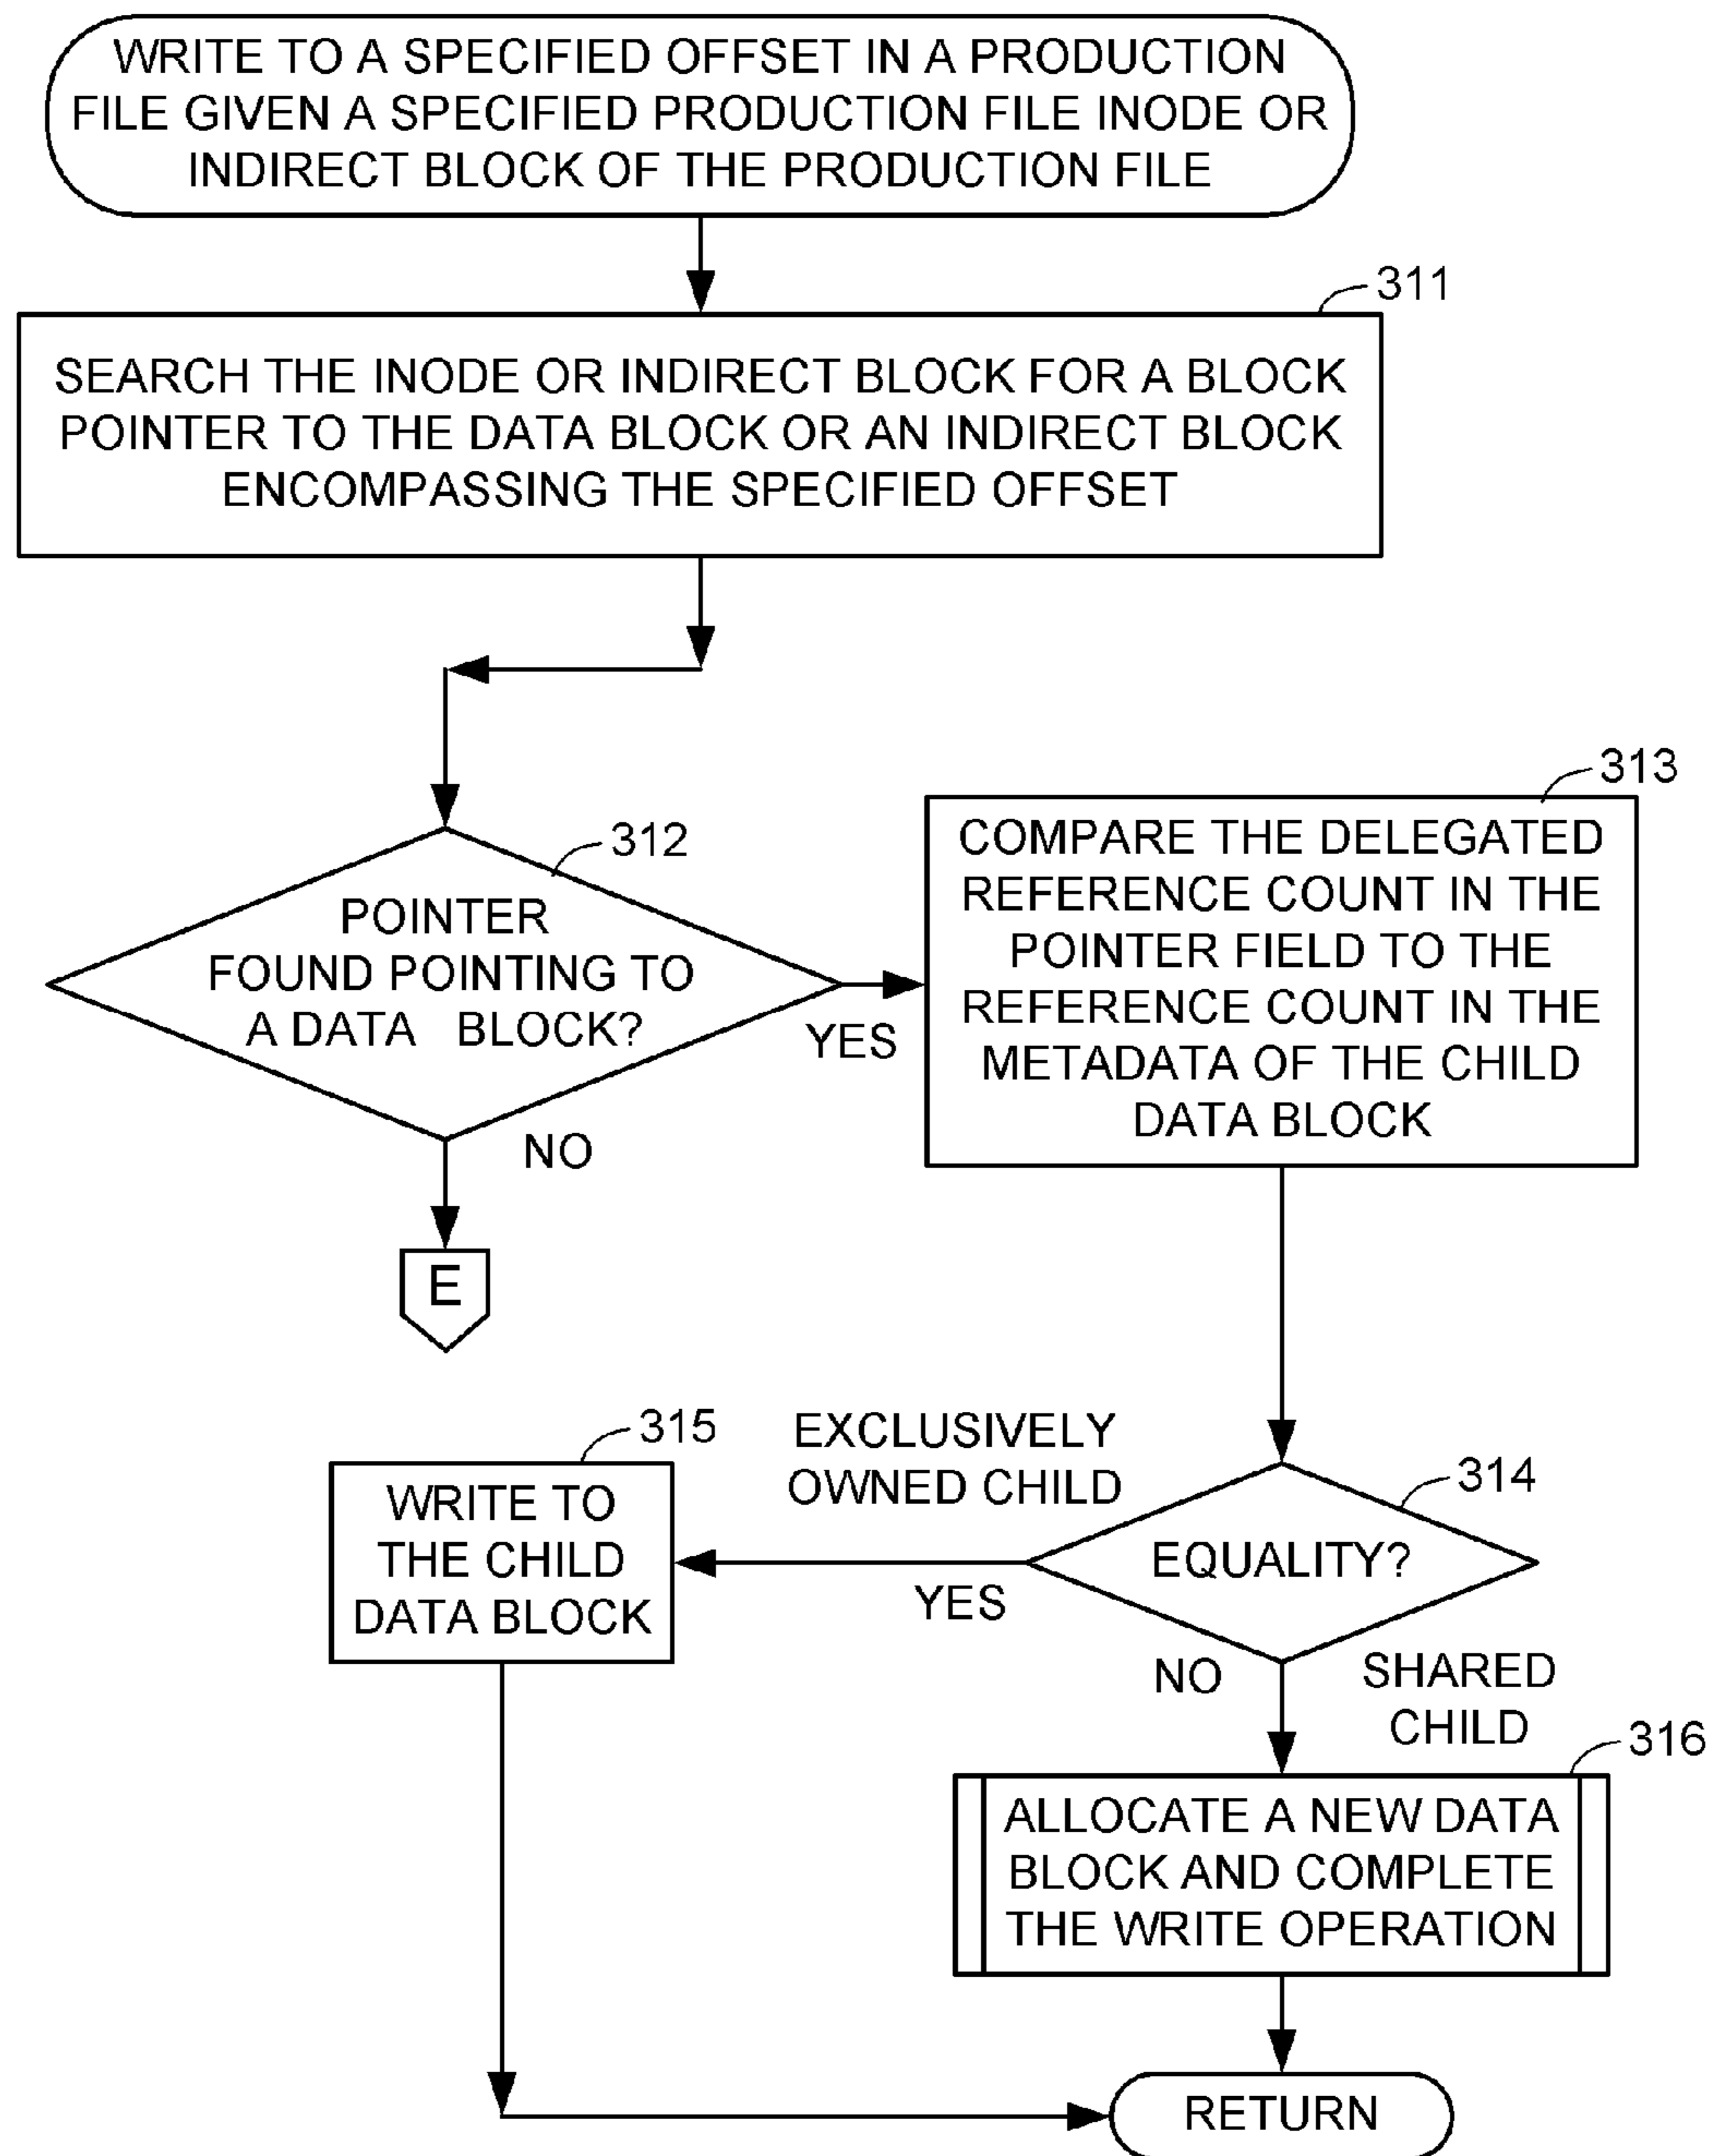 WRITE TO A SPECIFIED OFFSET IN A PRODUCTION
FILE GIVEN A SPECIFIED PRODUCTION FILE INODE OR
INDIRECT BLOCK OF THE PRODUCTION FILE
311
SEARCH THE INODE OR INDIRECT BLOCK FOR A BLOCK
POINTER TO THE DATA BLOCK OR AN INDIRECT BLOCK
ENCOMPASSING THE SPECIFIED OFFSET
312
POINTER
FOUND POINTING TO
A DATA BLOCK?
YES
NO
E
313
COMPARE THE DELEGATED
REFERENCE COUNT IN THE
POINTER FIELD TO THE
REFERENCE COUNT IN THE
METADATA OF THE CHILD
DATA BLOCK
314
EQUALITY?
EXCLUSIVELY
OWNED CHILD
YES
315
WRITE TO
THE CHILD
DATA BLOCK
NO
SHARED
CHILD
316
ALLOCATE A NEW DATA
BLOCK AND COMPLETE
THE WRITE OPERATION
RETURN